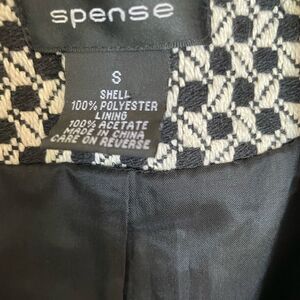 spense
S
SHELL
100% POLYESTER
LINING
100% ACETATE
MADE IN CHINA
CARE ON REVERSE